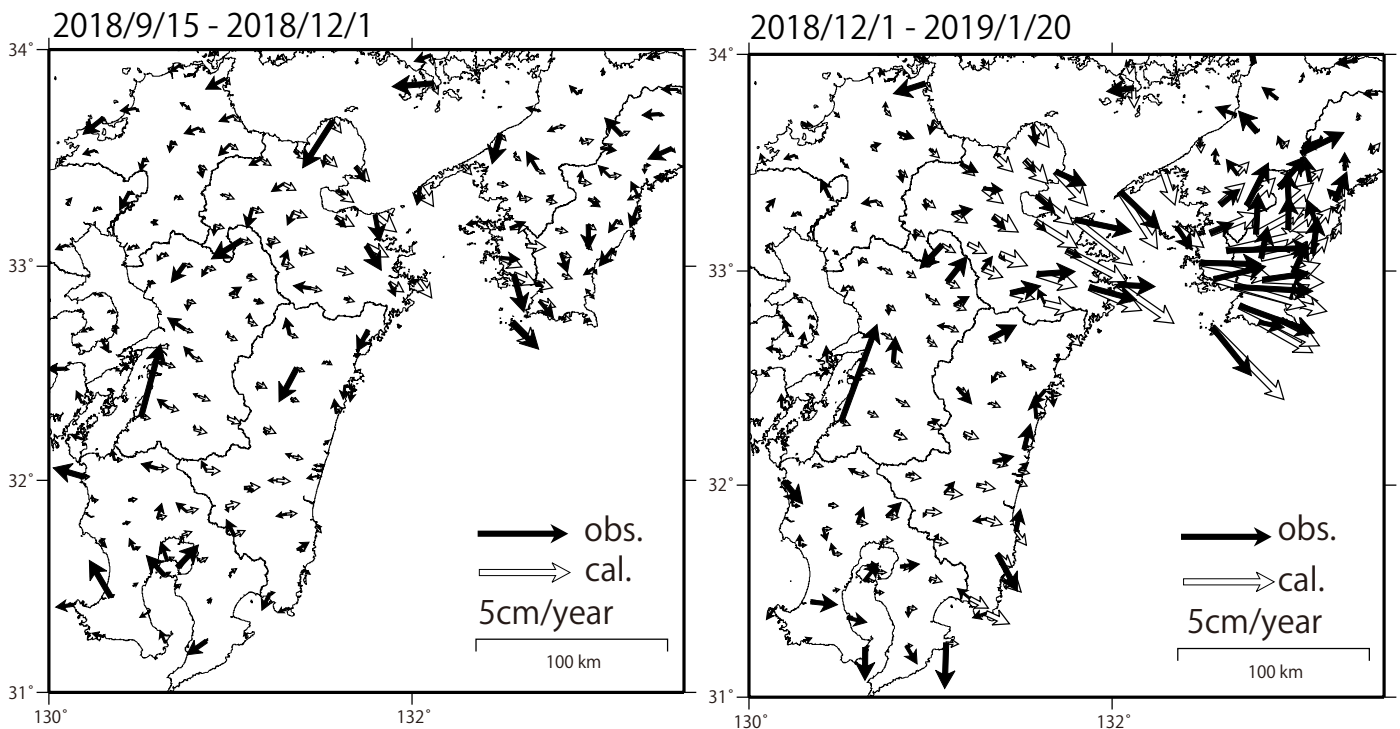 2018/9/15 - 2018/12/1
34°
33°
32°
31°
130°
132°
obs.
cal.
5cm/year
100 km
2018/12/1 - 2019/1/20
34°
33°
32°
31°
130°
132°
obs.
cal.
5cm/year
100 km